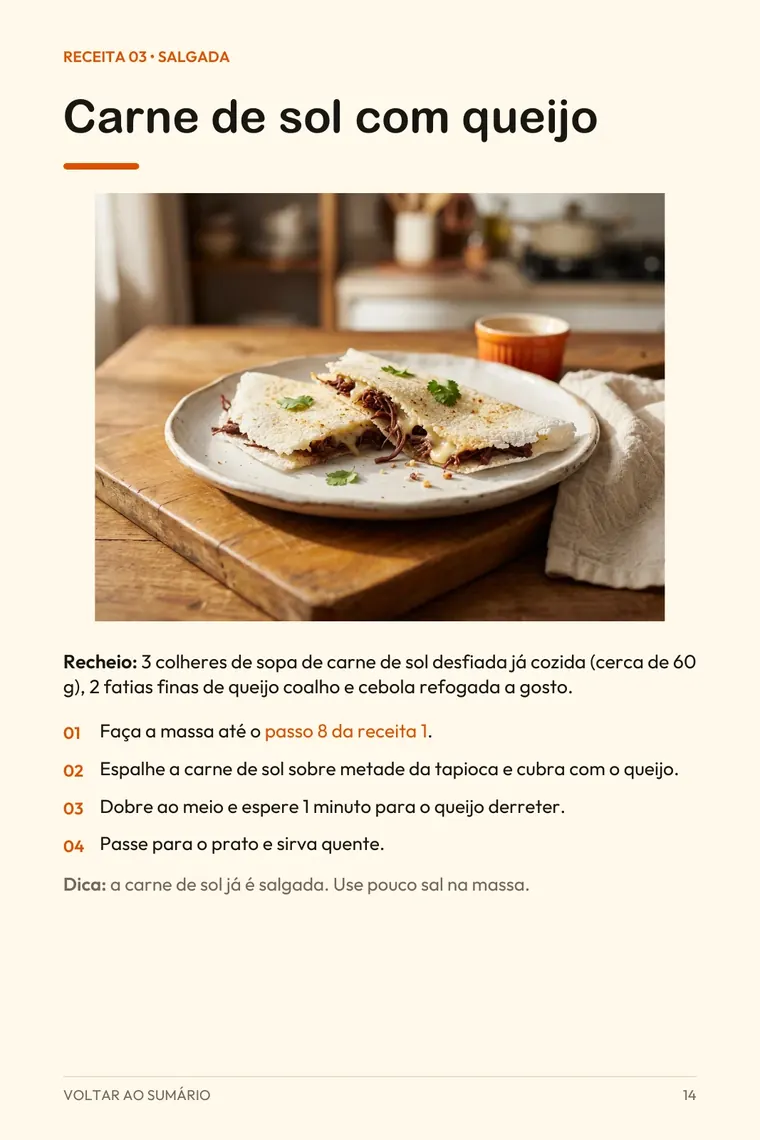 RECEITA 03 • SALGADA
Carne de sol com queijo
Recheio: 3 colheres de sopa de carne de sol desfiada já cozida (cerca de 60
g), 2 fatias finas de queijo coalho e cebola refogada a gosto.
01 Faça a massa até o passo 8 da receita 1.
02 Espalhe a carne de sol sobre metade da tapioca e cubra com o queijo.
03 Dobre ao meio e espere 1 minuto para o queijo derreter.
04 Passe para o prato e sirva quente.
Dica: a carne de sol já é salgada. Use pouco sal na massa.
VOLTAR AO SUMÁRIO 14